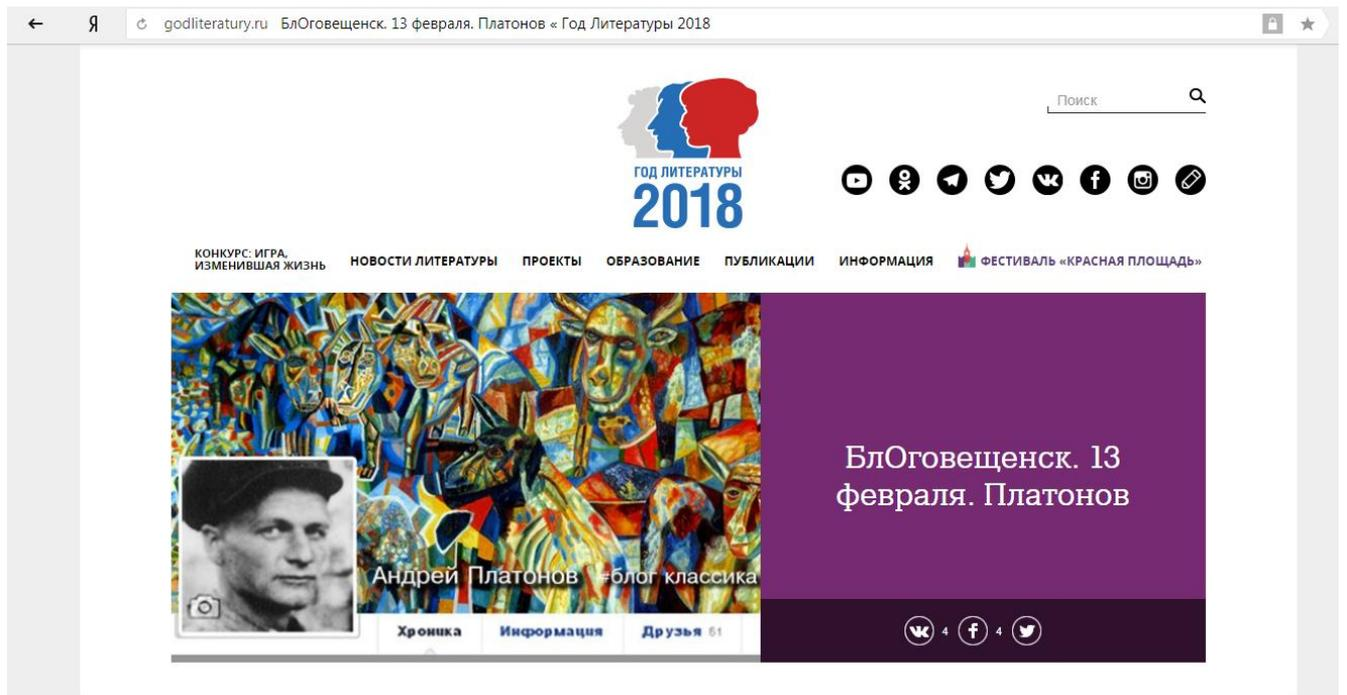 Я godliteratury.ru БлОговещенск. 13 февраля. Платонов « Год Литературы 2018
Поиск
ГОД ЛИТЕРАТУРЫ
2018
КОНКУРС: ИГРА,
ИЗМЕНИВШАЯ ЖИЗНЬ
НОВОСТИ ЛИТЕРАТУРЫ ПРОЕКТЫ ОБРАЗОВАНИЕ ПУБЛИКАЦИИ ИНФОРМАЦИЯ ФЕСТИВАЛЬ «КРАСНАЯ ПЛОЩАДЬ»
БлОговещенск. 13
февраля. Платонов
Андрей Платонов #блог классика
Хроника Информация Друзья 61
4 4